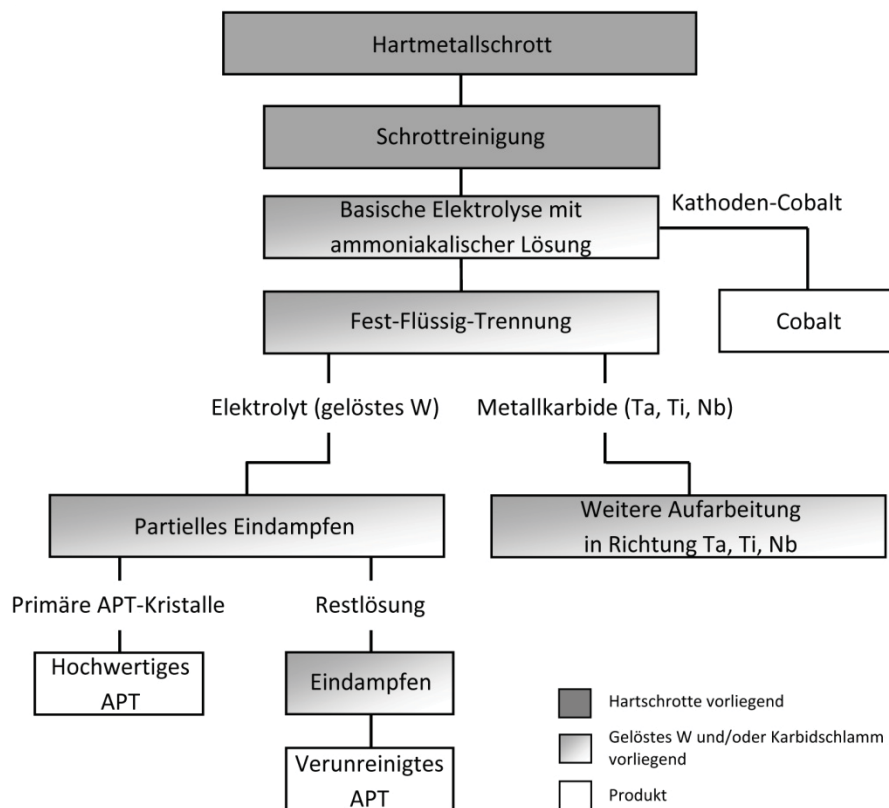 Hartmetallschrott
Schrottreinigung
Basische Elektrolyse mit
ammoniakalischer Lösung
Kathoden-Cobalt
Fest-Flüssig-Trennung
Cobalt
Elektrolyt (gelöstes W)
Metallkarbide (Ta, Ti, Nb)
Partielles Eindampfen
Weitere Aufarbeitung
in Richtung Ta, Ti, Nb
Primäre APT-Kristalle
Restlösung
Hochwertiges
APT
Eindampfen
Verunreinigtes
APT
Hartschrotte vorliegend
Gelöstes W und/oder Karbidschlamm
vorliegend
Produkt